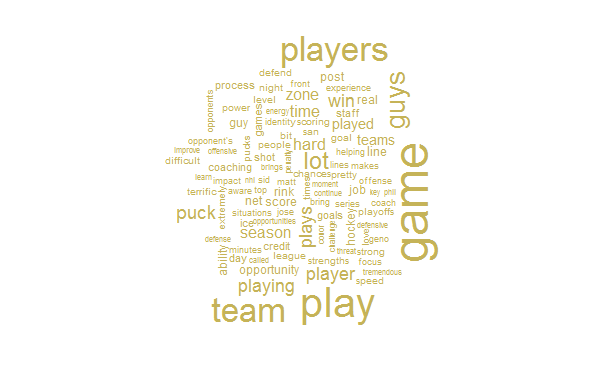 players
defend
post
process
night
front
experience
guys
zone
level
win
real
opponents
power
games
energy
time
staff
guy
identity
scoring
played
opponent's
pucks
bit
san
goal
teams
improve
offensive
people
hard
helping
line
difficult
shot
penalty
lot
lines
makes
coaching
brings
chances
pretty
learn
impact
nhl
sid
matt
times
moment
job
offense
terrific
extremely
aware
top
rink
continue
key
phil
game
net
score
bring
series
coach
puck
situations
jose
plays
goals
hockey
playoffs
ice
opportunities
color
challenge
defensive
season
love
defense
geno
minutes
credit
threat
strong
ability
day
called
league
strengths
focus
opportunity
player
tremendous
speed
playing
team
play